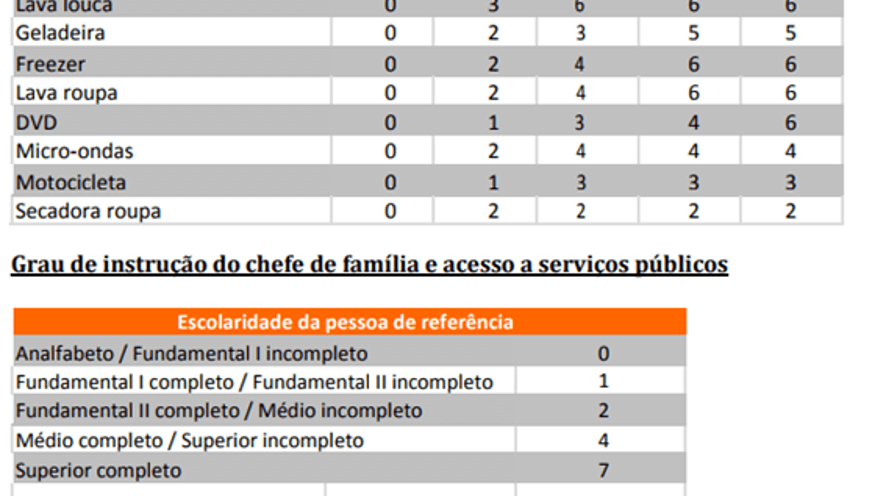 Lava louca 0 3 6 6 6
Geladeira 0 2 3 5 5
Freezer 0 2 4 6 6
Lava roupa 0 2 4 6 6
DVD 0 1 3 4 6
Micro-ondas 0 2 4 4 4
Motocicleta 0 1 3 3 3
Secadora roupa 0 2 2 2 2
Grau de instrução do chefe de família e acesso a serviços públicos
Escolaridade da pessoa de referência
Analfabeto / Fundamental I incompleto 0
Fundamental I completo / Fundamental II incompleto 1
Fundamental II completo / Médio incompleto 2
Médio completo / Superior incompleto 4
Superior completo 7